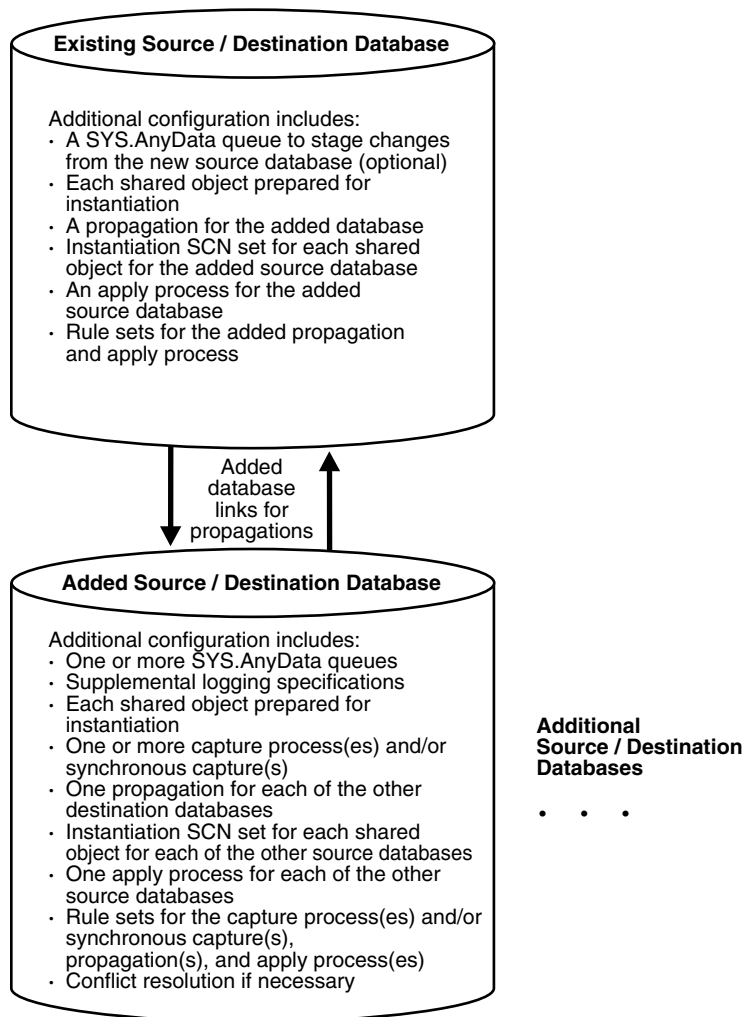 Existing Source / Destination Database
Additional configuration includes:
· A SYS.AnyData queue to stage changes
from the new source database (optional)
· Each shared object prepared for
instantiation
· A propagation for the added database
· Instantiation SCN set for each shared
object for the added source database
· An apply process for the added
source database
· Rule sets for the added propagation
and apply process
Added
database
links for
propagations
Added Source / Destination Database
Additional configuration includes:
· One or more SYS.AnyData queues
· Supplemental logging specifications
· Each shared object prepared for
instantiation
· One or more capture process(es) and/or
synchronous capture(s)
· One propagation for each of the other
destination databases
· Instantiation SCN set for each shared
object for each of the other source databases
· One apply process for each of the other
source databases
· Rule sets for the capture process(es) and/or
synchronous capture(s),
propagation(s), and apply process(es)
· Conflict resolution if necessary
Additional
Source / Destination
Databases
. . .